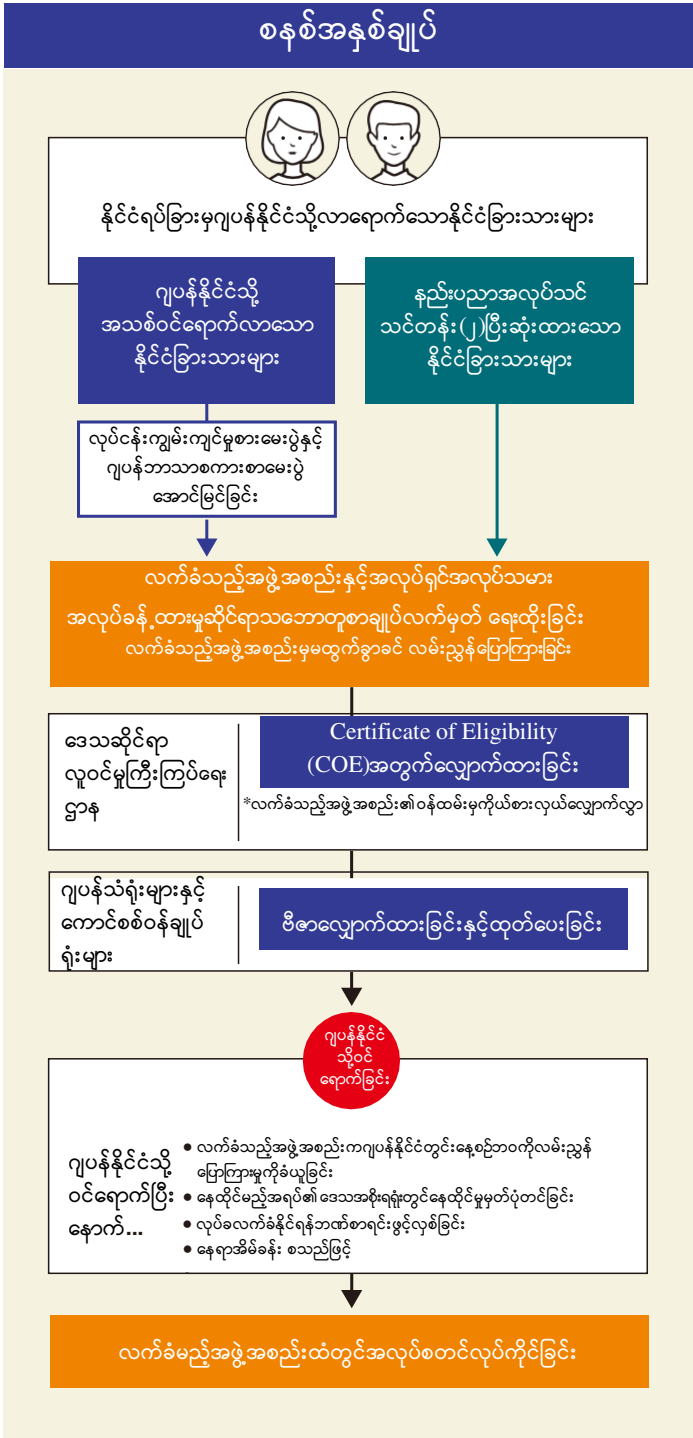 စနစ်အနှစ်ချုပ်
နိုင်ငံရပ်ခြားမှဂျပန်နိုင်ငံသို့လာရောက်သောနိုင်ငံခြားသားများ
ဂျပန်နိုင်ငံသို့
အသစ်ဝင်ရောက်လာသော
နိုင်ငံခြားသားများ
နည်းပညာအလုပ်သင်
သင်တန်း(၂)ပြီးဆုံးထားသော
နိုင်ငံခြားသားများ
လုပ်ငန်းကျွမ်းကျင်မှုစားမေးပွဲနှင့်
ဂျပန်ဘာသာစကားစာမေးပွဲ
အောင်မြင်ခြင်း
လက်ခံသည့်အဖွဲ့အစည်းနှင့်အလုပ်ရှင်အလုပ်သမား
အလုပ်ခန့်ထားမှုဆိုင်ရာသဘောတူစာချုပ်လက်မှတ် ရေးထိုးခြင်း
လက်ခံသည့်အဖွဲ့အစည်းမှမထွက်ခွာခင် လမ်းညွှန်ပြောကြားခြင်း
ဒေသဆိုင်ရာ
လူဝင်မှုကြီးကြပ်ရေး
ဌာန
Certificate of Eligibility
(COE)အတွက်လျှောက်ထားခြင်း
*လက်ခံသည့်အဖွဲ့အစည်း၏ဝန်ထမ်းမှကိုယ်စားလှယ်လျှောက်လွှာ
ဂျပန်သံရုံးများနှင့်
ကောင်စစ်ဝန်ချုပ်
ရုံးများ
ဗီဇာလျှောက်ထားခြင်းနှင့်ထုတ်ပေးခြင်း
ဂျပန်နိုင်ငံ
သို့ဝင်
ရောက်ခြင်း
ဂျပန်နိုင်ငံသို့
ဝင်ရောက်ပြီး
နောက်...
● လက်ခံသည့်အဖွဲ့အစည်းကဂျပန်နိုင်ငံတွင်းနေ့စဉ်ဘဝကိုလမ်းညွှန်
ပြောကြားမှုကိုခံယူခြင်း
● နေထိုင်မည့်အရပ်၏ဒေသအစိုးရရုံးတွင်နေထိုင်မှုမှတ်ပုံတင်ခြင်း
● လုပ်ခလက်ခံနိုင်ရန်ဘဏ်စာရင်းဖွင့်လှစ်ခြင်း
● နေရာအိမ်ခန်း စသည်ဖြင့်
လက်ခံမည့်အဖွဲ့အစည်းထံတွင်အလုပ်စတင်လုပ်ကိုင်ခြင်း